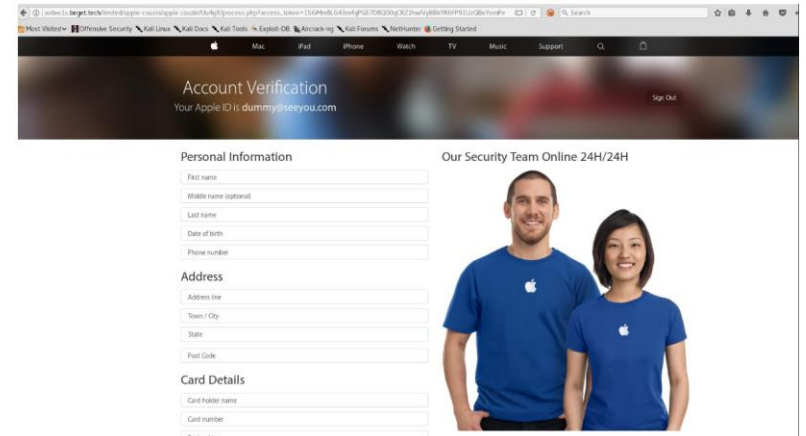 Search
Most Visited Offensive Security Kali Linux Kali Docs Kali Tools Exploit-DB Aircrack-ng Kali Forums NetHunter Getting Started
Mac iPad iPhone Watch TV Music Support
Account Verification
Your Apple ID is dummy@seeyou.com
Sign Out
Personal Information
First name
Middle name (optional)
Last name
Date of birth
Phone number
Address
Address line
Town / City
State
Post Code
Card Details
Card holder name
Card number
Our Security Team Online 24H/24H